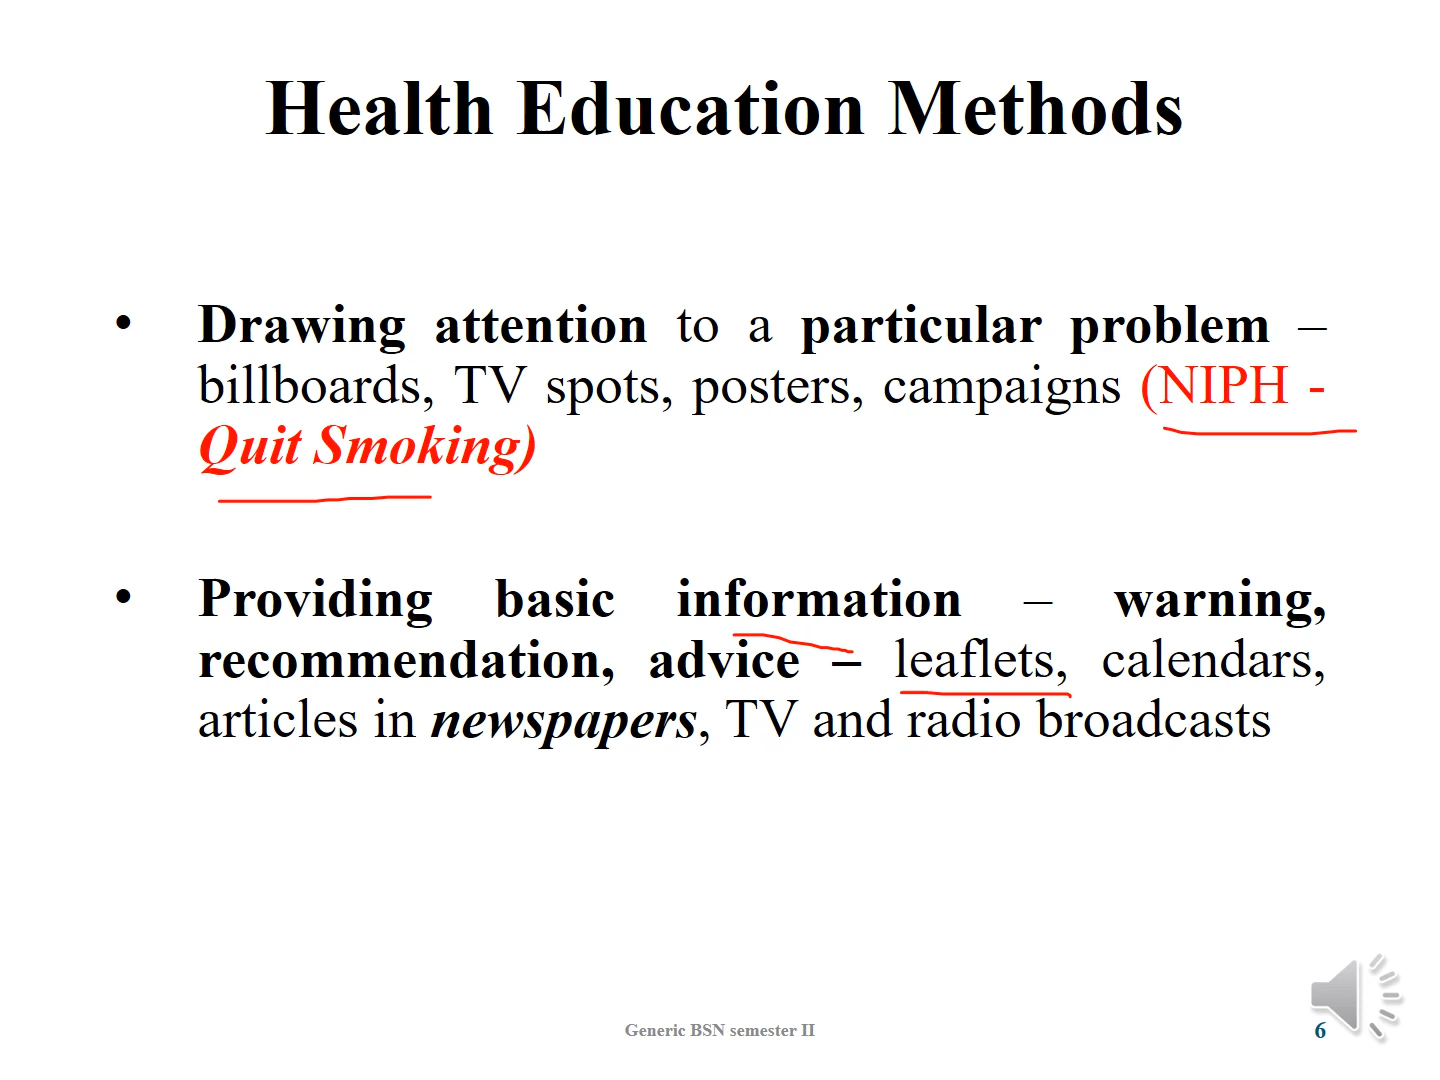 Health Education Methods
• Drawing attention to a particular problem –
billboards, TV spots, posters, campaigns (NIPH -
Quit Smoking)
• Providing basic information – warning,
recommendation, advice – leaflets, calendars,
articles in newspapers, TV and radio broadcasts
Generic BSN semester II
6